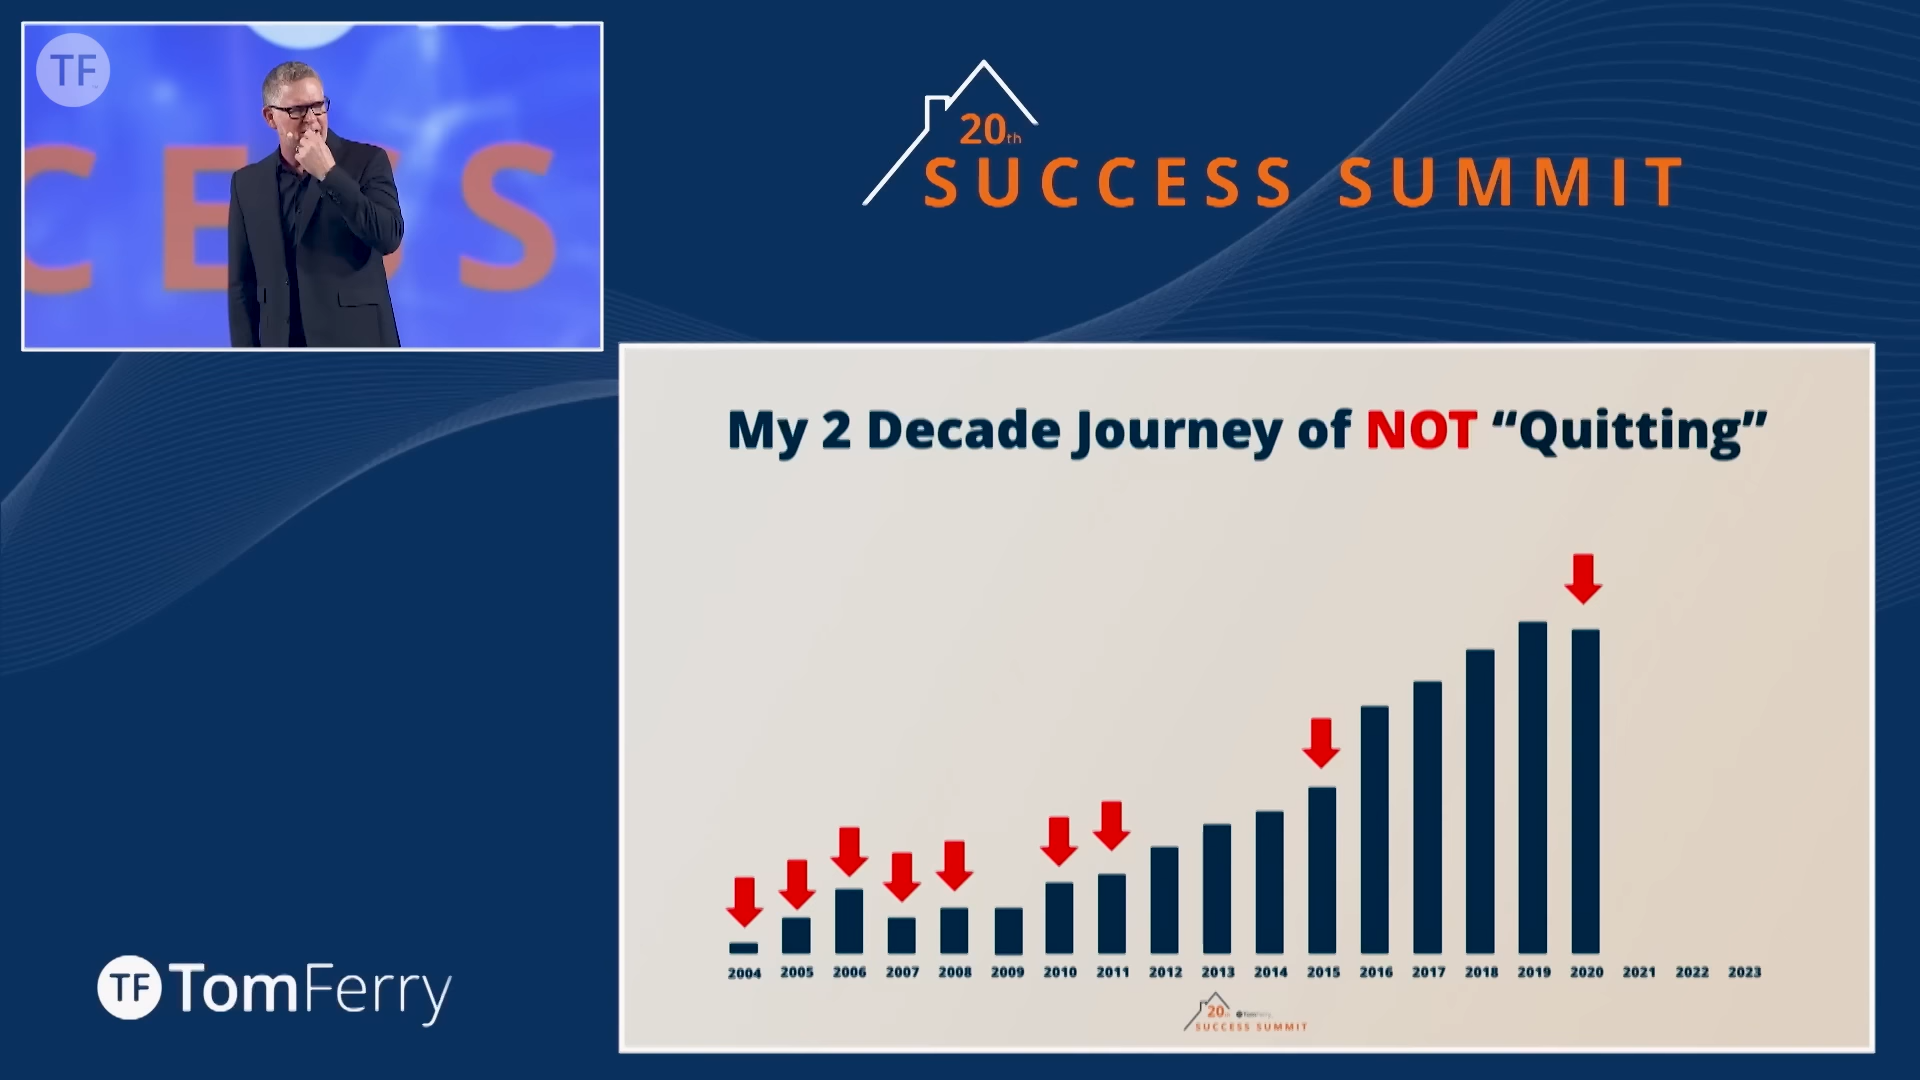 TF
CESS
20th
SUCCESS SUMMIT
My 2 Decade Journey of NOT “Quitting”
2004 2005 2006 2007 2008 2009 2010 2011 2012 2013 2014 2015 2016 2017 2018 2019 2020 2021 2022 2023
20th TomFerry
SUCCESS SUMMIT
TF TomFerry